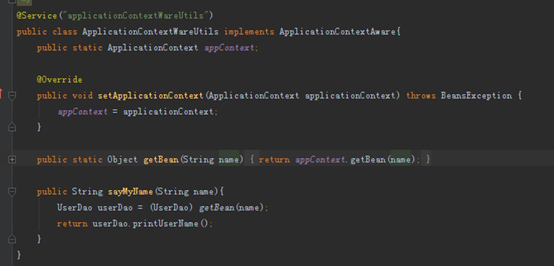 @Service("applicationContextWareUtils")
public class ApplicationContextWareUtils implements ApplicationContextAware{
public static ApplicationContext appContext;
@Override
public void setApplicationContext(ApplicationContext applicationContext) throws BeansException {
appContext = applicationContext;
}
public static Object getBean(String name) { return appContext.getBean(name); }
public String sayMyName(String name){
UserDao userDao = (UserDao) getBean(name);
return userDao.printUserName();
}
}